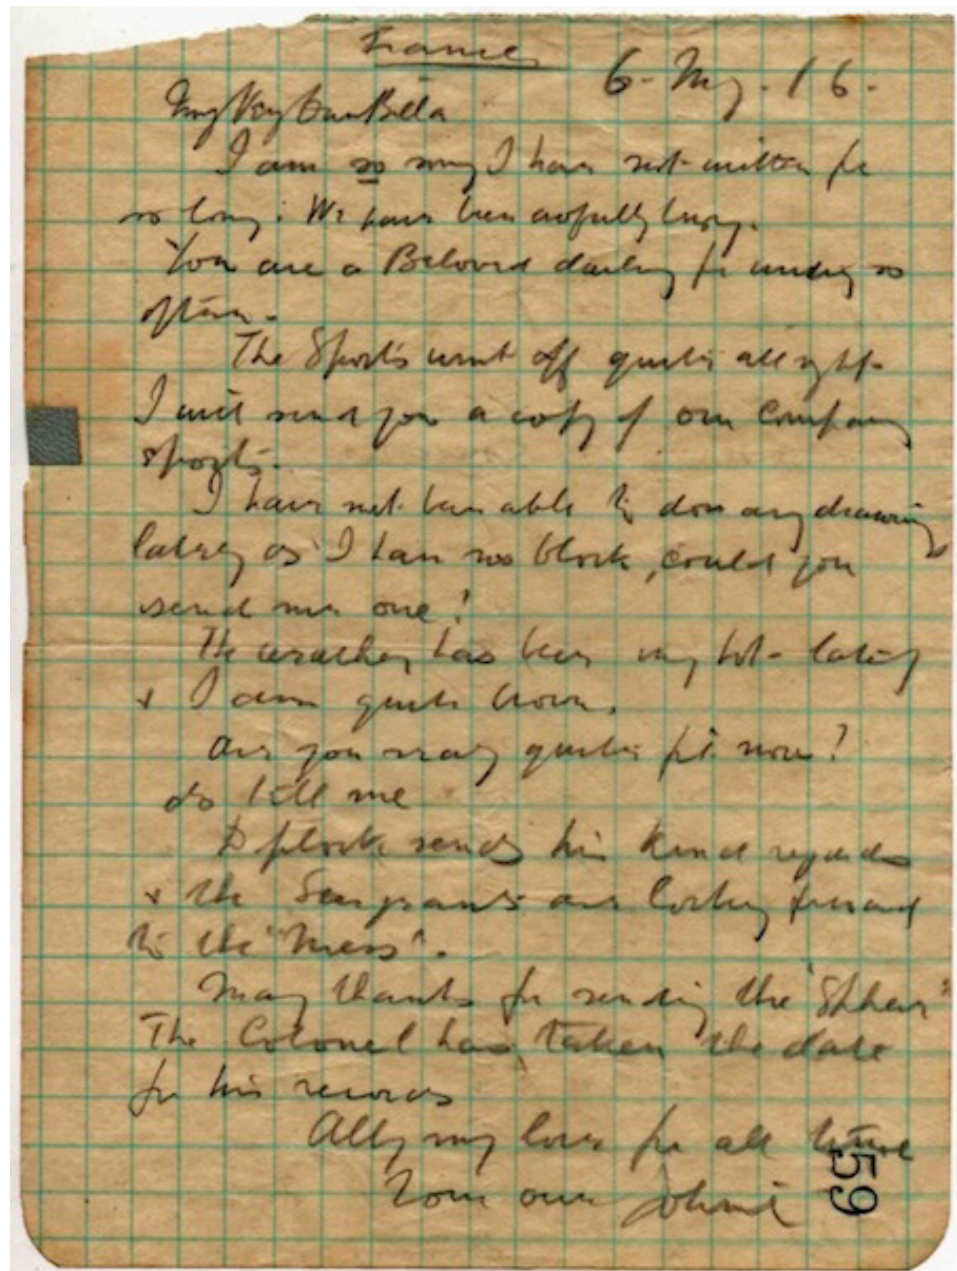 France
6 - My. 16.
My Very Dear Bella
I am so sorry I have not written for
so long. We have been awfully busy.
You are a Beloved darling for writing so
often.
The Sports went off quite all right
I will send you a copy of our Company
sports.
I have not been able to do any drawing
lately as I have no block, could you
send me one?
The weather has been very hot lately
& I am quite brown.
Are you really quite fit now?
do tell me
sends his kind regards
& the Sergeants are looking forward
to the "Mess".
Many thanks for sending the "Sphere"
The Colonel has taken the date
for his records
All my love for all time
Your own Johnie
59